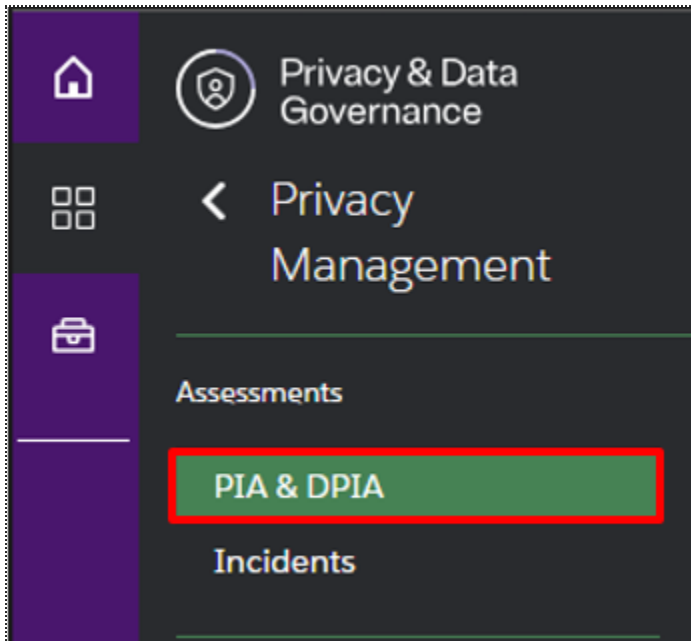 Privacy & Data
Governance
Privacy
Management
Assessments
PIA & DPIA
Incidents